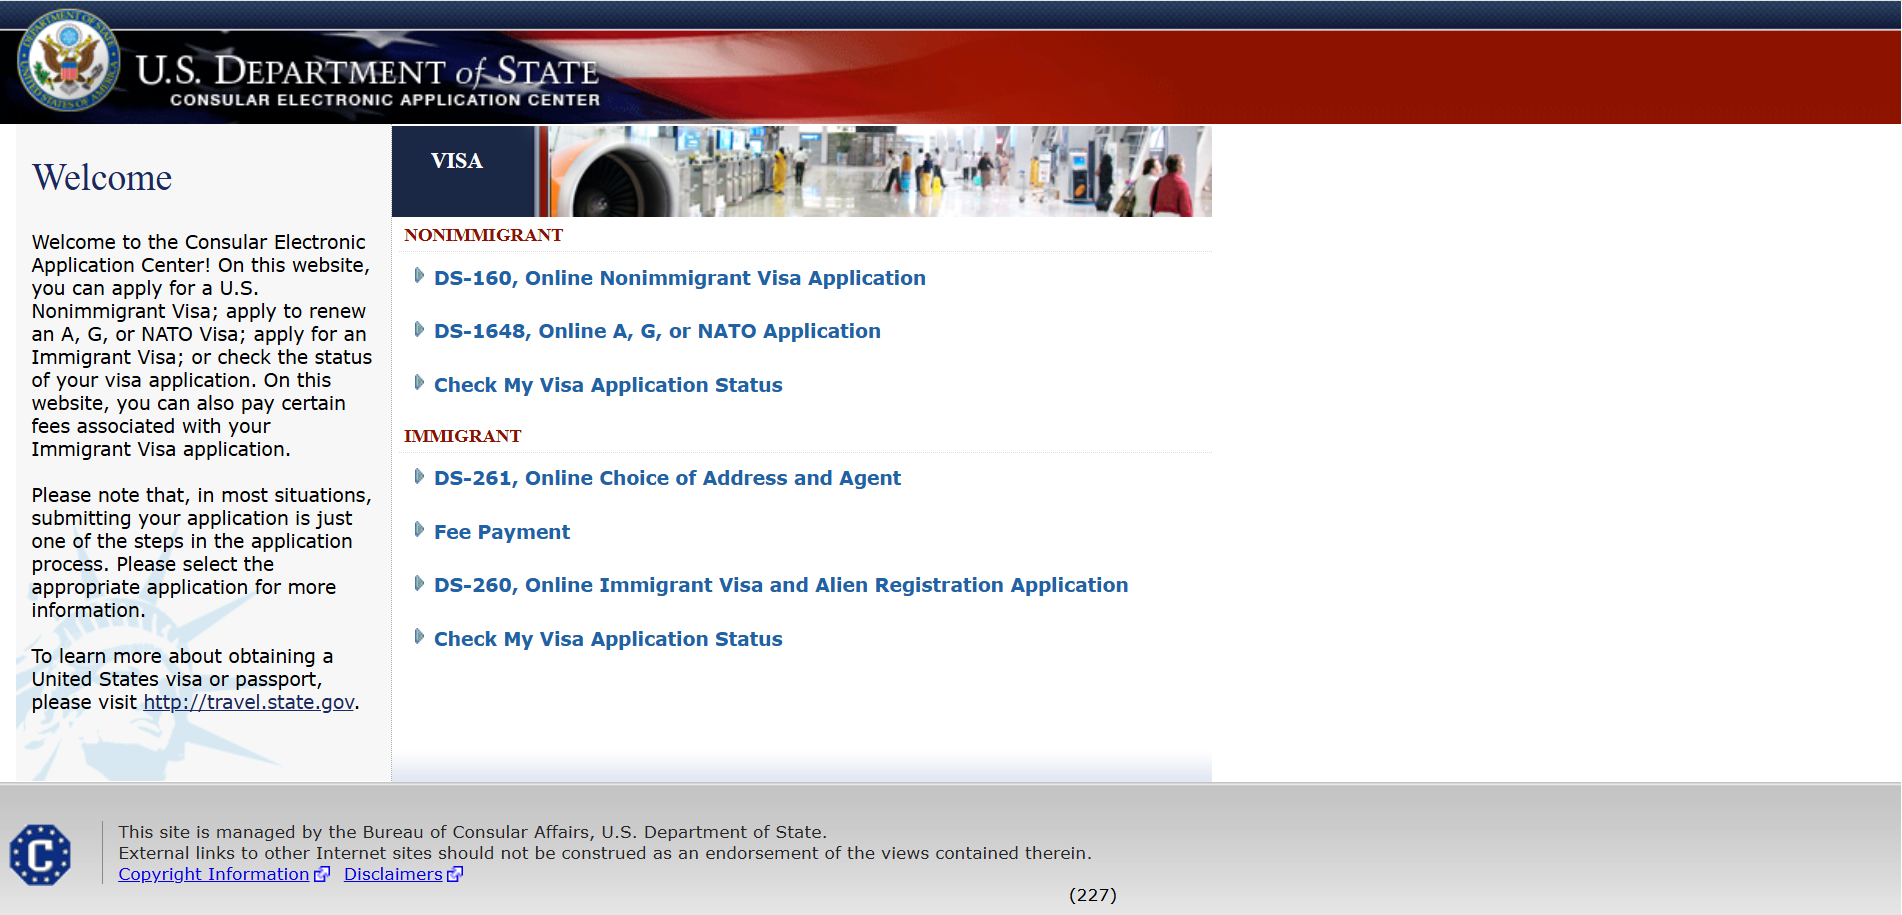 U.S. DEPARTMENT of STATE
CONSULAR ELECTRONIC APPLICATION CENTER
Welcome
Welcome to the Consular Electronic
Application Center! On this website,
you can apply for a U.S.
Nonimmigrant Visa; apply to renew
an A, G, or NATO Visa; apply for an
Immigrant Visa; or check the status
of your visa application. On this
website, you can also pay certain
fees associated with your
Immigrant Visa application.
Please note that, in most situations,
submitting your application is just
one of the steps in the application
process. Please select the
appropriate application for more
information.
To learn more about obtaining a
United States visa or passport,
please visit http://travel.state.gov.
VISA
NONIMMIGRANT
DS-160, Online Nonimmigrant Visa Application
DS-1648, Online A, G, or NATO Application
Check My Visa Application Status
IMMIGRANT
DS-261, Online Choice of Address and Agent
Fee Payment
DS-260, Online Immigrant Visa and Alien Registration Application
Check My Visa Application Status
C
This site is managed by the Bureau of Consular Affairs, U.S. Department of State.
External links to other Internet sites should not be construed as an endorsement of the views contained therein.
Copyright Information Disclaimers
(227)